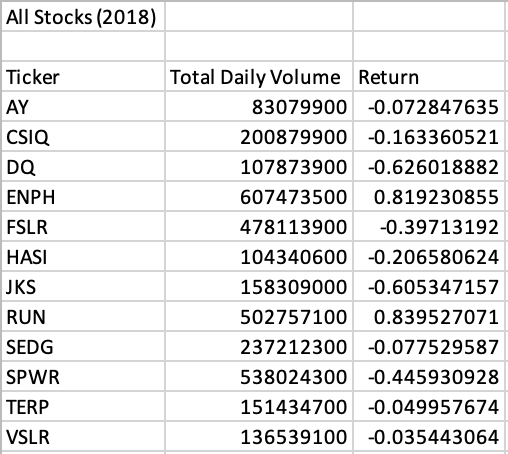 All Stocks (2018)
Ticker Total Daily Volume Return
AY 83079900 -0.072847635
CSIQ 200879900 -0.163360521
DQ 107873900 -0.626018882
ENPH 607473500 0.819230855
FSLR 478113900 -0.39713192
HASI 104340600 -0.206580624
JKS 158309000 -0.605347157
RUN 502757100 0.839527071
SEDG 237212300 -0.077529587
SPWR 538024300 -0.445930928
TERP 151434700 -0.049957674
VSLR 136539100 -0.035443064